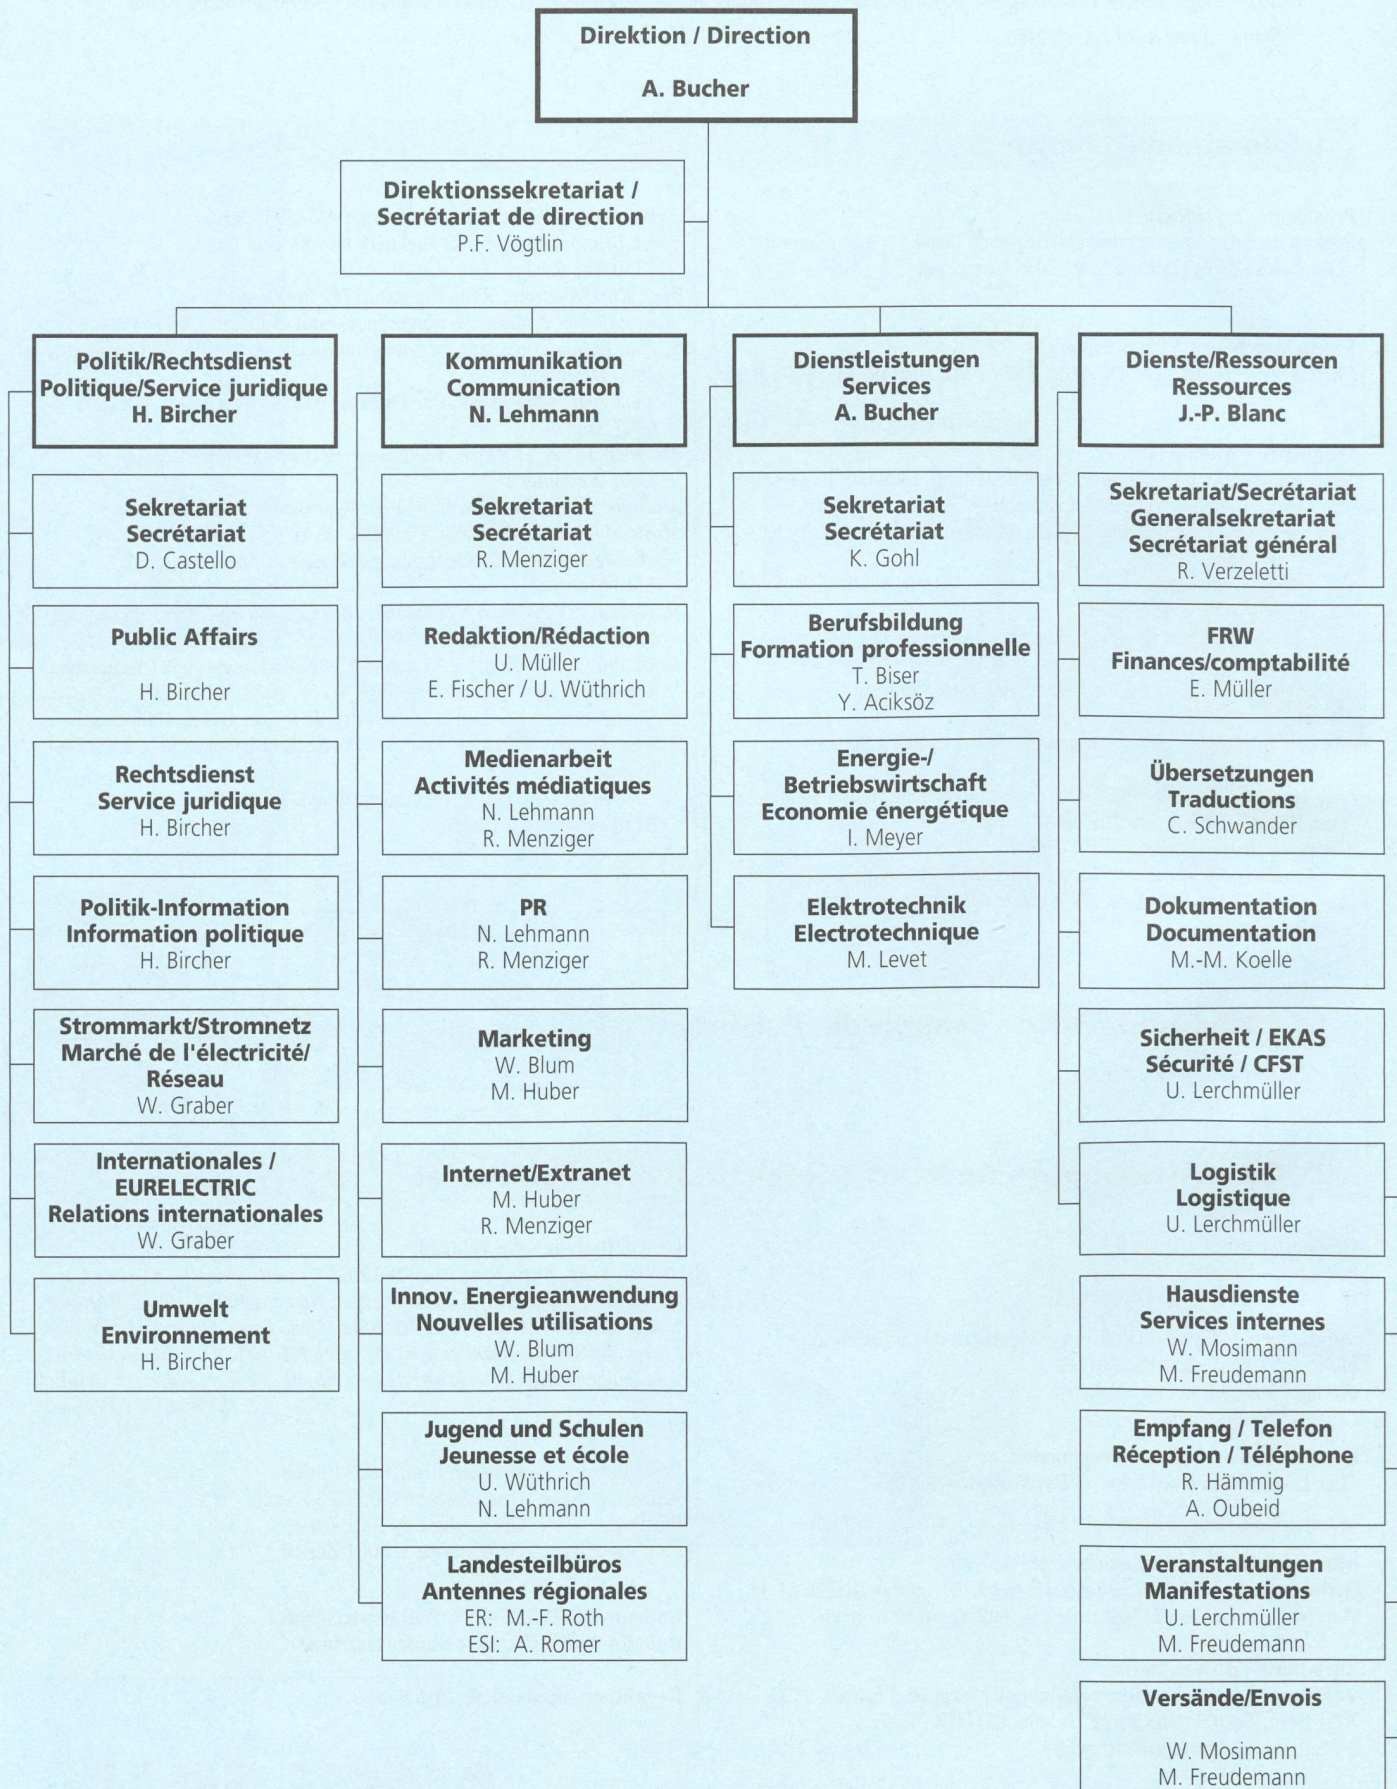 Direktion / Direction
A. Bucher
Direktionssekretariat /
Secrétariat de direction
P.F. Vögtlin
Politik/Rechtsdienst
Politique/Service juridique
H. Bircher
Sekretariat
Secrétariat
D. Castello
Public Affairs
H. Bircher
Rechtsdienst
Service juridique
H. Bircher
Politik-Information
Information politique
H. Bircher
Strommarkt/Stromnetz
Marché de l'électricité/
Réseau
W. Graber
Internationales /
EURELECTRIC
Relations internationales
W. Graber
Umwelt
Environnement
H. Bircher
Kommunikation
Communication
N. Lehmann
Sekretariat
Secrétariat
R. Menziger
Redaktion/Rédaction
U. Müller
E. Fischer / U. Wüthrich
Medienarbeit
Activités médiatiques
N. Lehmann
R. Menziger
PR
N. Lehmann
R. Menziger
Marketing
W. Blum
M. Huber
Internet/Extranet
M. Huber
R. Menziger
Innov. Energieanwendung
Nouvelles utilisations
W. Blum
M. Huber
Jugend und Schulen
Jeunesse et école
U. Wüthrich
N. Lehmann
Landesteilbüros
Antennes régionales
ER: M.-F. Roth
ESI: A. Romer
Dienstleistungen
Services
A. Bucher
Sekretariat
Secrétariat
K. Gohl
Berufsbildung
Formation professionnelle
T. Biser
Y. Aciksöz
Energie-/
Betriebswirtschaft
Economie énergétique
I. Meyer
Elektrotechnik
Electrotechnique
M. Levet
Dienste/Ressourcen
Ressources
J.-P. Blanc
Sekretariat/Secrétariat
Generalsekretariat
Secrétariat général
R. Verzeletti
FRW
Finances/comptabilité
E. Müller
Übersetzungen
Traductions
C. Schwander
Dokumentation
Documentation
M.-M. Koelle
Sicherheit / EKAS
Sécurité / CFST
U. Lerchmüller
Logistik
Logistique
U. Lerchmüller
Hausdienste
Services internes
W. Mosimann
M. Freudemann
Empfang / Telefon
Réception / Téléphone
R. Hämmig
A. Oubeid
Veranstaltungen
Manifestations
U. Lerchmüller
M. Freudemann
Versände/Envois
W. Mosimann
M. Freudemann